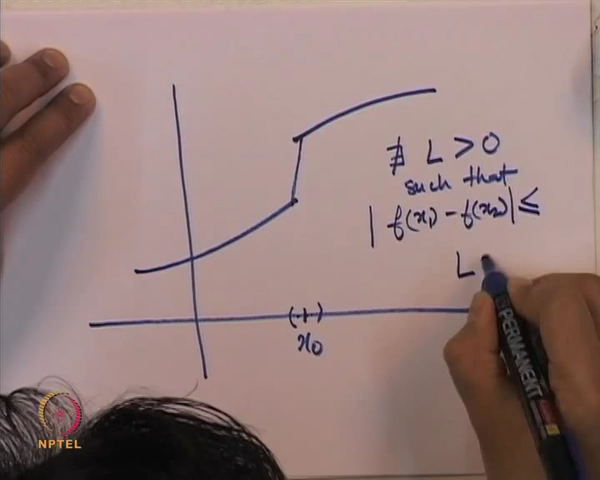 ∄ L > 0
such that
| f(x₁) - f(x₂)| ≤
L
x₀
PERMANENT
NPTEL